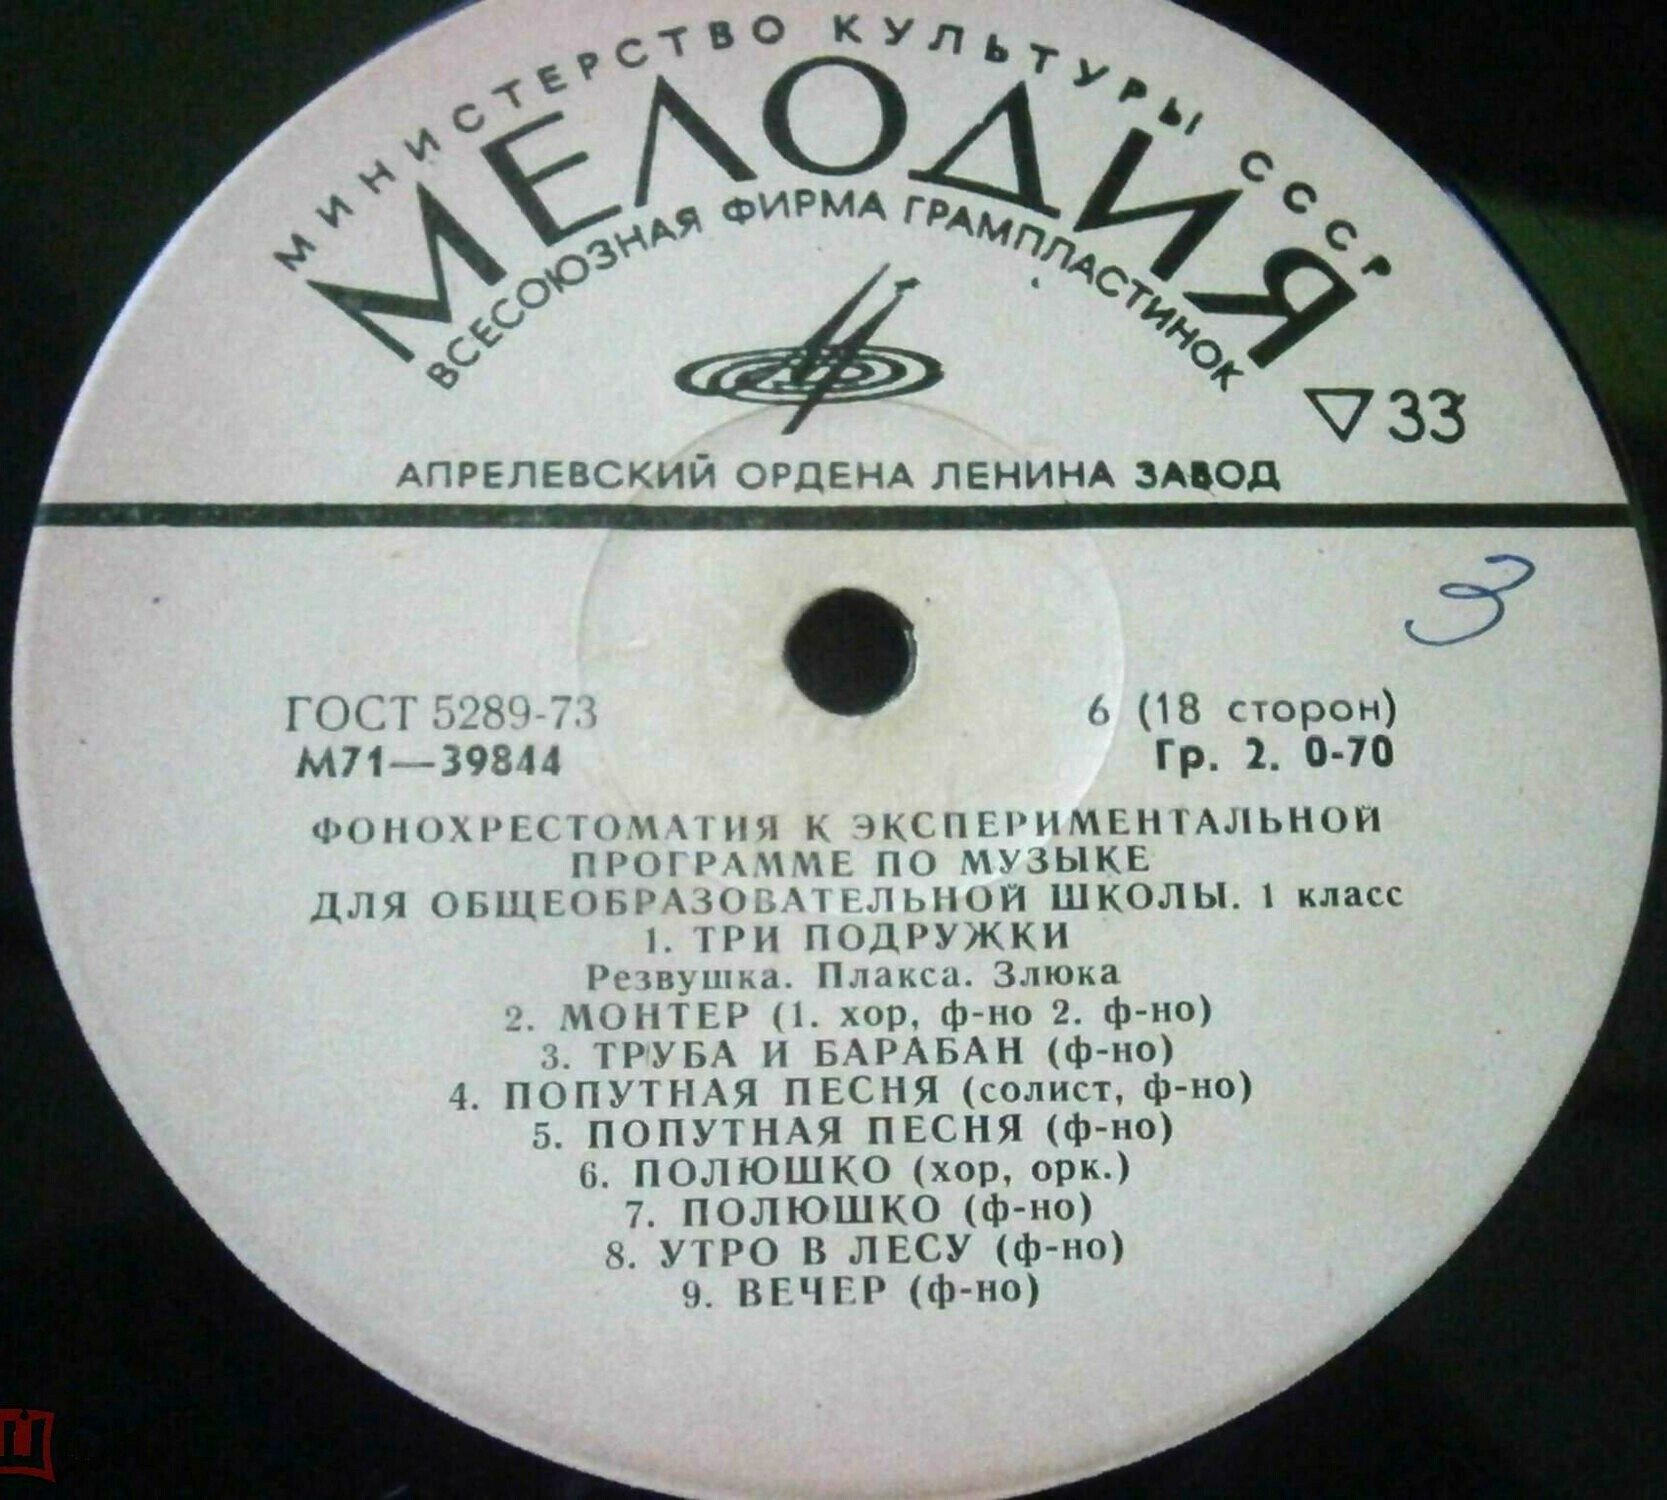 МИНИСТЕРСТВО КУЛЬТУРЫ СССР
МЕЛОДИЯ
ВСЕСОЮЗНАЯ ФИРМА ГРАМПЛАСТИНОК
33
АПРЕЛЕВСКИЙ ОРДЕНА ЛЕНИНА ЗАВОД
3
ГОСТ 5289-73
6 (18 сторон)
М71—39844
Гр. 2. 0-70
ФОНОХРЕСТОМАТИЯ К ЭКСПЕРИМЕНТАЛЬНОЙ
ПРОГРАММЕ ПО МУЗЫКЕ
ДЛЯ ОБЩЕОБРАЗОВАТЕЛЬНОЙ ШКОЛЫ. 1 класс
1. ТРИ ПОДРУЖКИ
Резвушка. Плакса. Злюка
2. МОНТЕР (1. хор, ф-но 2. ф-но)
3. ТРУБА И БАРАБАН (ф-но)
4. ПОПУТНАЯ ПЕСНЯ (солист, ф-но)
5. ПОПУТНАЯ ПЕСНЯ (ф-но)
6. ПОЛЮШКО (хор, орк.)
7. ПОЛЮШКО (ф-но)
8. УТРО В ЛЕСУ (ф-но)
9. ВЕЧЕР (ф-но)